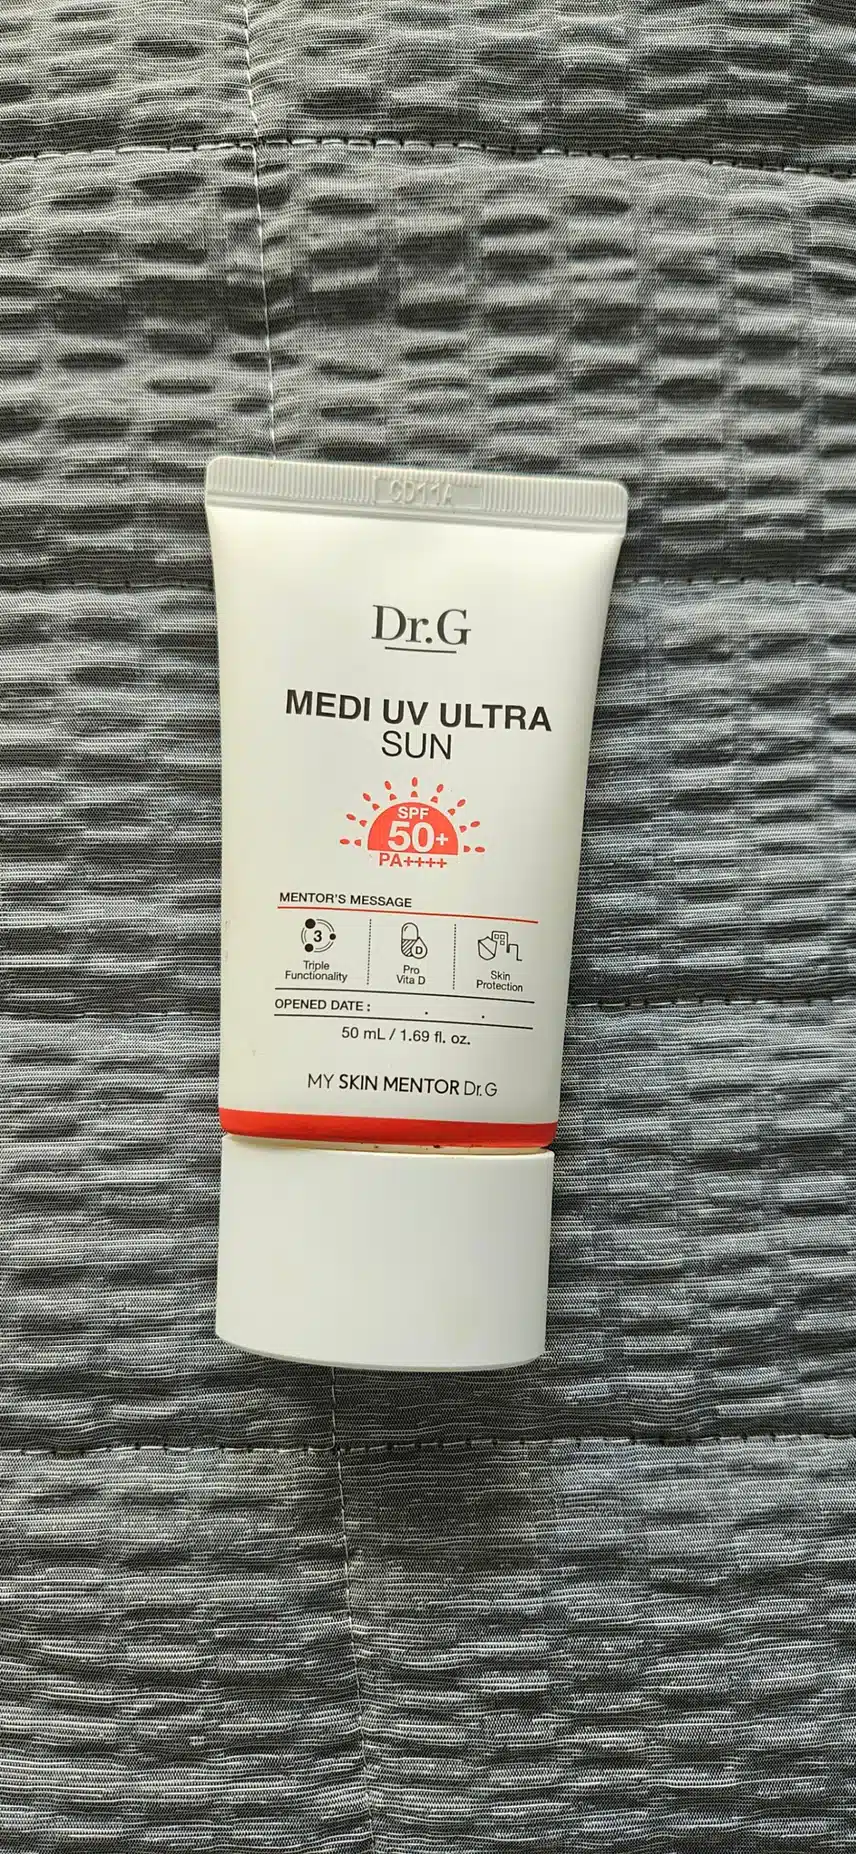 CD11A
Dr.G
MEDI UV ULTRA
SUN
SPF
50+
PA++++
MENTOR'S MESSAGE
3
Triple
Functionality
D
Pro
Vita D
Skin
Protection
OPENED DATE : . .
50 mL / 1.69 fl. oz.
MY SKIN MENTOR Dr.G